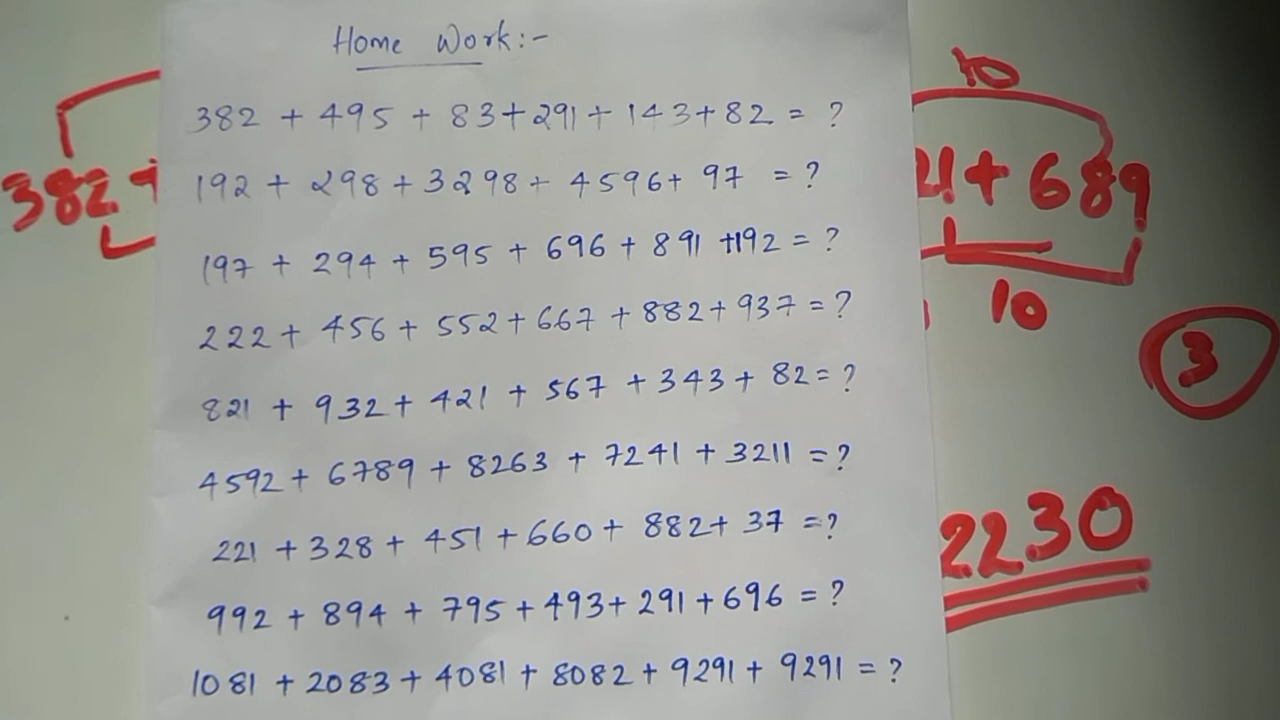 Home Work:-
382 + 495 + 83 + 291 + 143 + 82 = ?
192 + 298 + 3298 + 4596 + 97 = ?
197 + 294 + 595 + 696 + 891 + 192 = ?
222 + 456 + 552 + 667 + 882 + 937 = ?
821 + 932 + 421 + 567 + 343 + 82 = ?
4592 + 6789 + 8263 + 7241 + 3211 = ?
221 + 328 + 451 + 660 + 882 + 37 = ?
992 + 894 + 795 + 493 + 291 + 696 = ?
1081 + 2083 + 4081 + 8082 + 9291 + 9291 = ?
382 +
10
21 + 689
10
3
2230